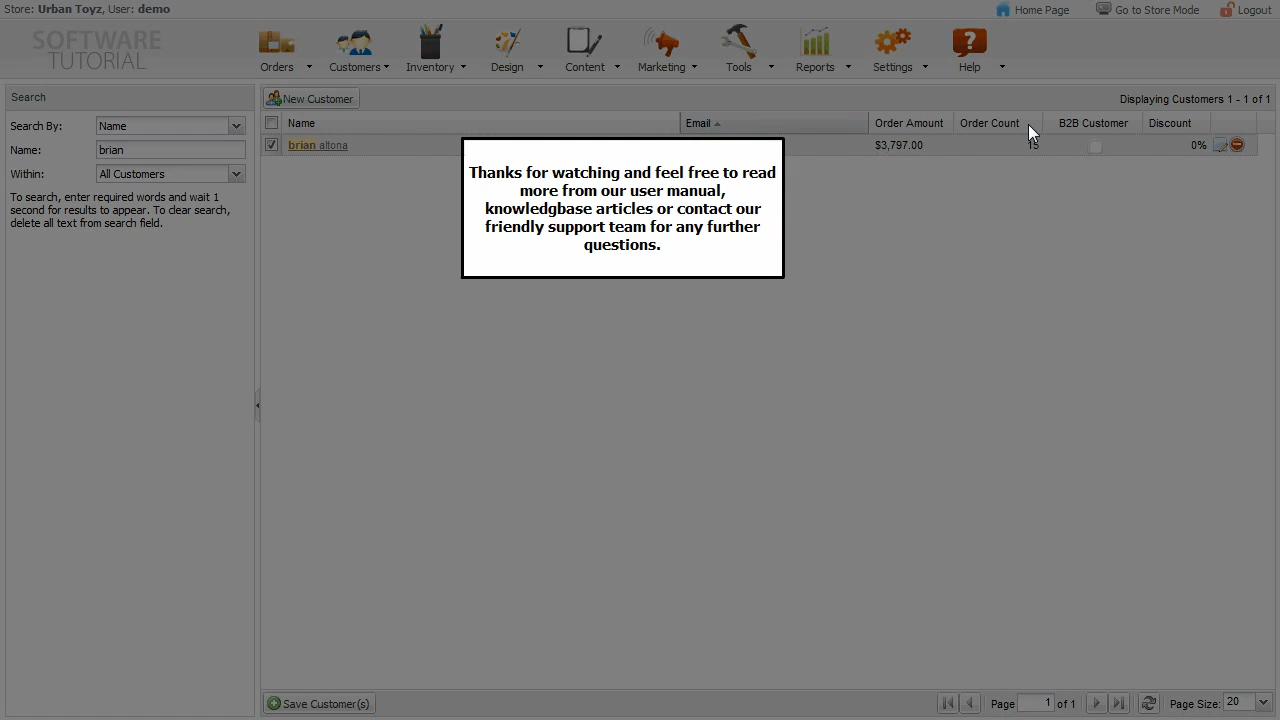 Store: Urban Toyz, User: demo
Home Page
Go to Store Mode
Logout
SOFTWARE
TUTORIAL
Orders
Customers
Inventory
Design
Content
Marketing
Tools
Reports
Settings
Help
Search
Search By: Name
Name: brian
Within: All Customers
To search, enter required words and wait 1
second for results to appear. To clear search,
delete all text from search field.
New Customer
Displaying Customers 1 - 1 of 1
Name Email Order Amount Order Count B2B Customer Discount
brian altona $3,797.00 15 0%
Thanks for watching and feel free to read
more from our user manual,
knowledgbase articles or contact our
friendly support team for any further
questions.
Save Customer(s)
Page 1 of 1
Page Size: 20